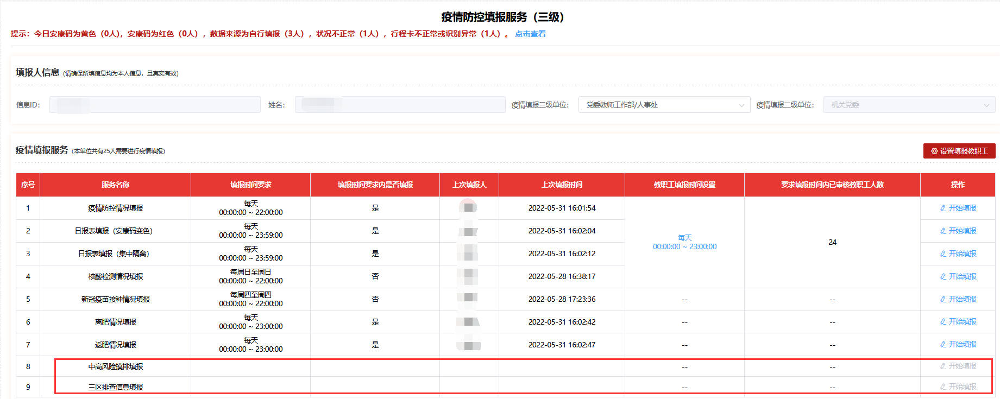 疫情防控填报服务（三级）
提示：今日安康码为黄色（0人），安康码为红色（0人），数据来源为自行填报（3人），状况不正常（1人），行程卡不正常或识别异常（1人）。 点击查看
填报人信息 (请确保所填信息均为本人信息，且真实有效)
信息ID： 姓名： 疫情填报三级单位： 党委教师工作部/人事处 疫情填报二级单位： 机关党委
疫情填报服务 (本单位共有25人需要进行疫情填报) 设置填报教职工
序号 服务名称 填报时间要求 填报时间要求内是否填报 上次填报人 上次填报时间 教职工填报时间设置 要求填报时间内已审核教职工人数 操作
1 疫情防控情况填报 每天 00:00:00 ~ 22:00:00 是 2022-05-31 16:01:54 开始填报
2 日报表填报（安康码变色） 每天 00:00:00 ~ 23:59:00 是 2022-05-31 16:02:04 开始填报
每天 00:00:00 ~ 23:00:00 24
3 日报表填报（集中隔离） 每天 00:00:00 ~ 23:59:00 是 2022-05-31 16:02:12 开始填报
4 核酸检测情况填报 每周日至周日 00:00:00 ~ 22:00:00 否 2022-05-28 16:38:17 开始填报
5 新冠疫苗接种情况填报 每周四至周四 00:00:00 ~ 22:00:00 否 2022-05-28 17:23:36 -- -- 开始填报
6 离肥情况填报 每天 00:00:00 ~ 23:00:00 是 2022-05-31 16:02:42 -- -- 开始填报
7 返肥情况填报 每天 00:00:00 ~ 23:00:00 是 2022-05-31 16:02:47 -- -- 开始填报
8 中高风险摸排填报 -- -- 开始填报
9 三区排查信息填报 -- -- 开始填报